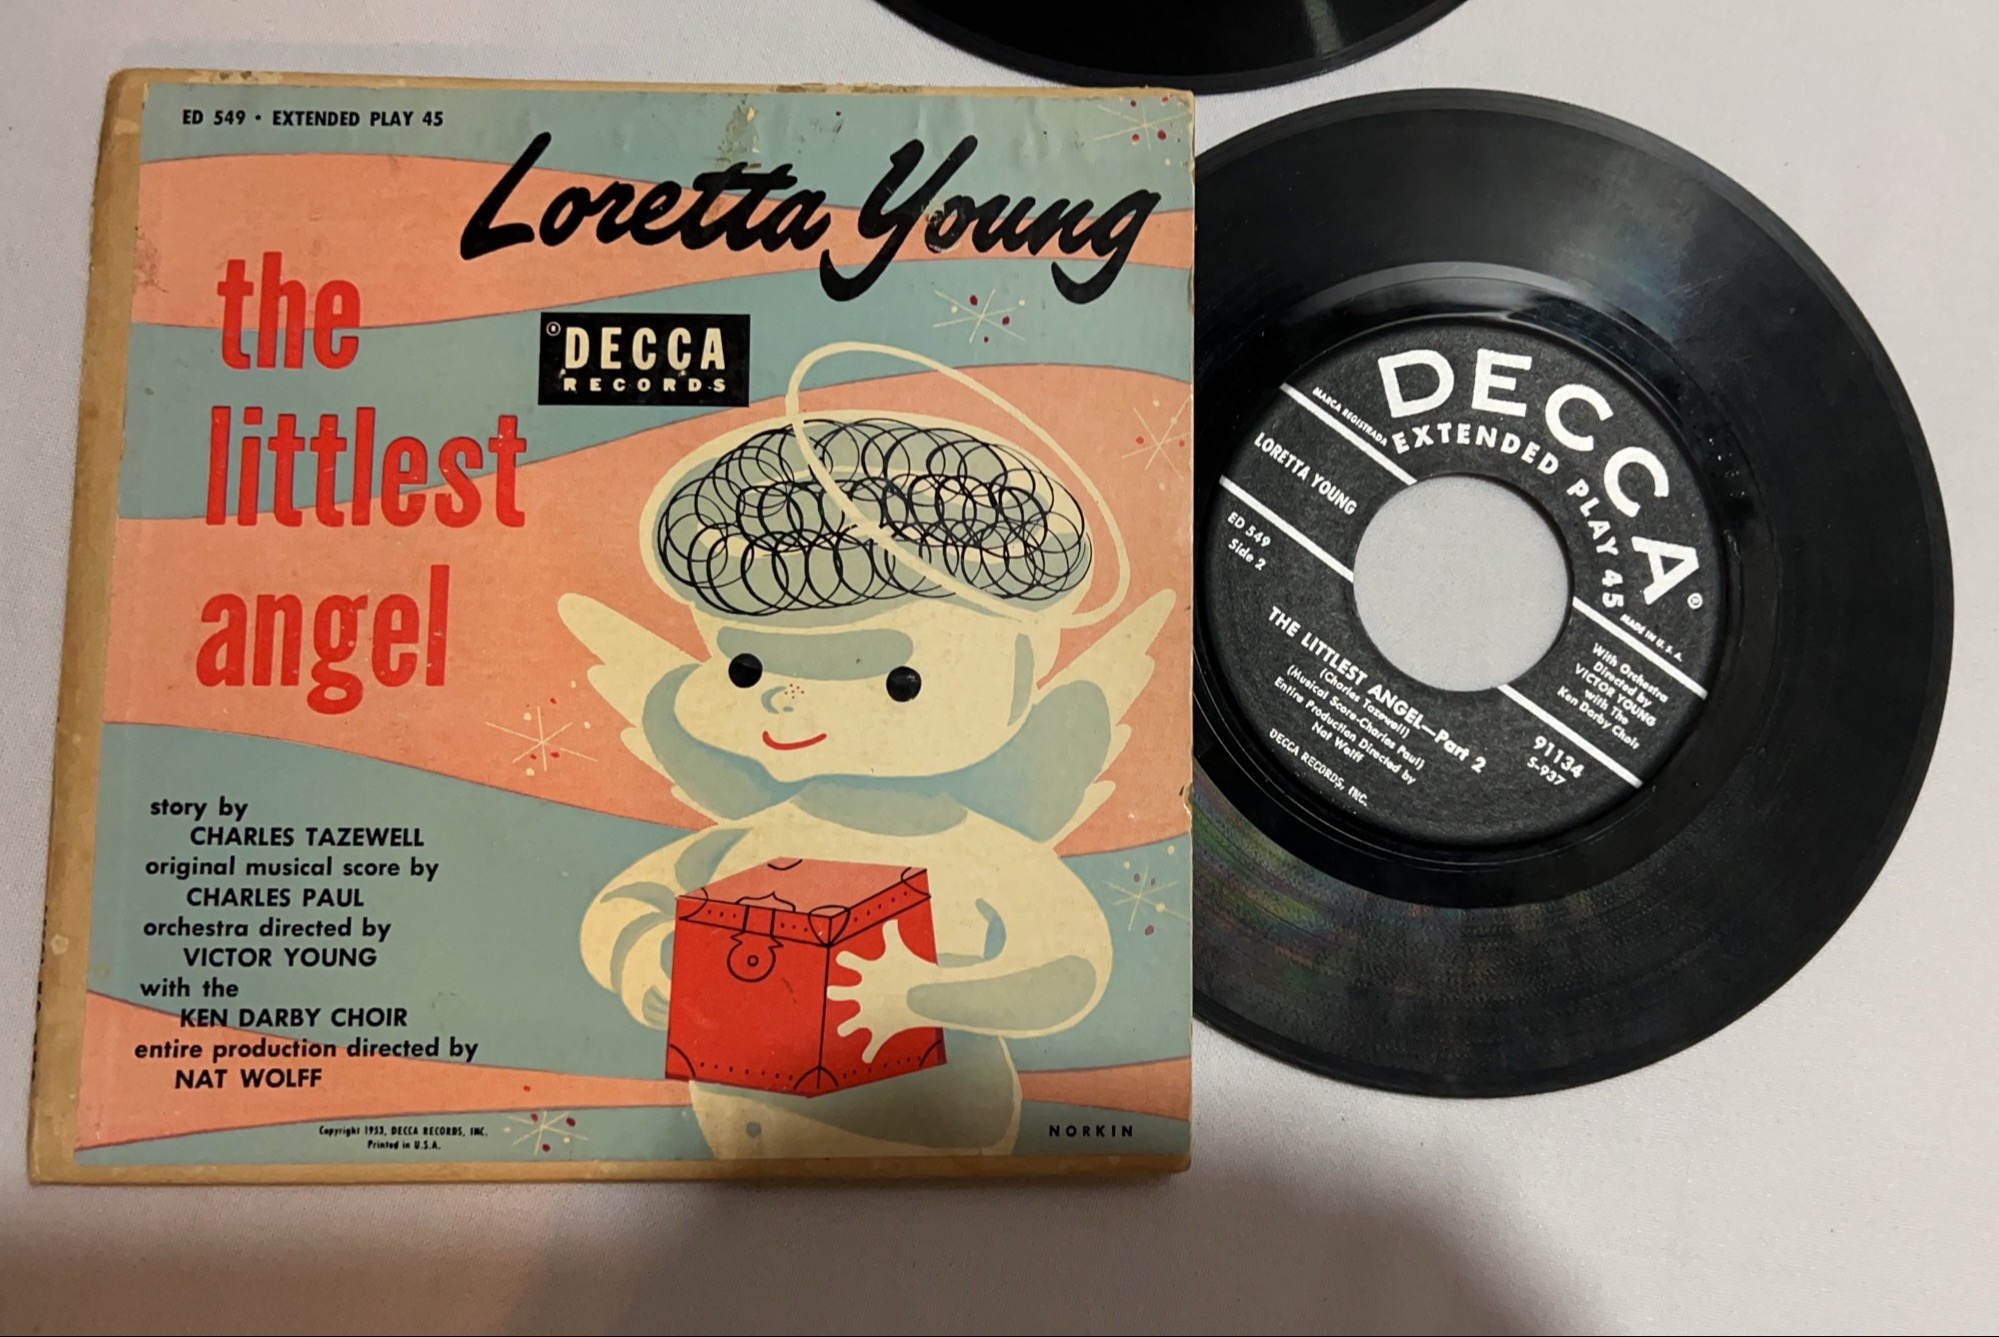 ED 549 • EXTENDED PLAY 45
Loretta Young
the
littlest
angel
® DECCA
RECORDS
story by
CHARLES TAZEWELL
original musical score by
CHARLES PAUL
orchestra directed by
VICTOR YOUNG
with the
KEN DARBY CHOIR
entire production directed by
NAT WOLFF
Copyright 1953, DECCA RECORDS, INC.
Printed in U.S.A.
NORKIN
DECCA®
EXTENDED PLAY 45
MARCA REGISTRADA
MADE IN U.S.A.
LORETTA YOUNG
ED 549
Side 2
With Orchestra
Directed by
VICTOR YOUNG
with The
Ken Darby Choir
91134
S-937
THE LITTLEST ANGEL—Part 2
(Charles Tazewell)
(Musical Score-Charles Paul)
Entire Production Directed by
Nat Wolff
DECCA RECORDS, INC.